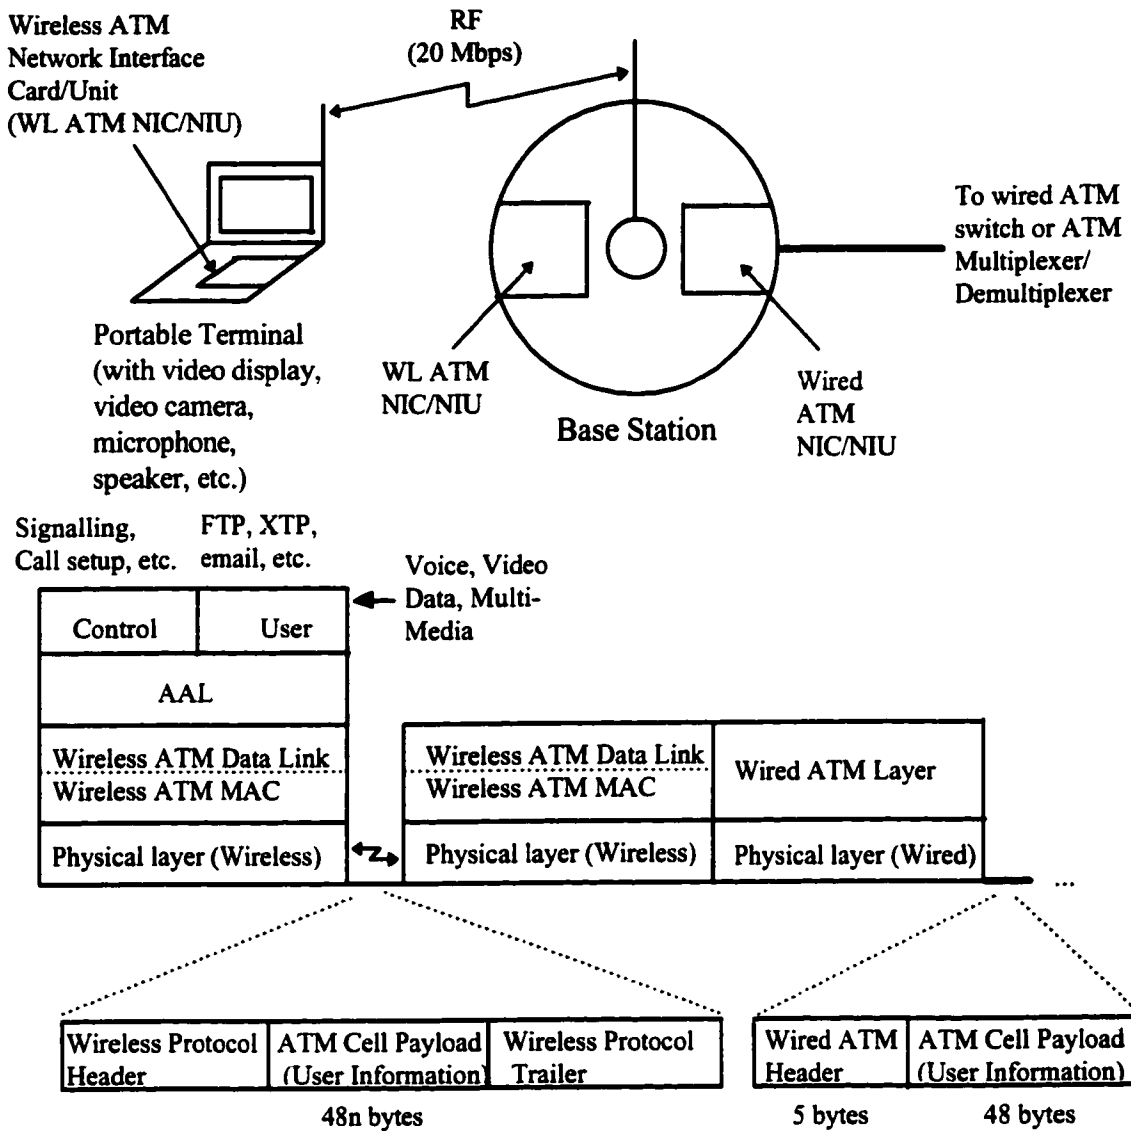 Wireless ATM
Network Interface
Card/Unit
(WL ATM NIC/NIU)
RF
(20 Mbps)
To wired ATM
switch or ATM
Multiplexer/
Demultiplexer
Portable Terminal
(with video display,
video camera,
microphone,
speaker, etc.)
WL ATM
NIC/NIU
Base Station
Wired
ATM
NIC/NIU
Signalling,
Call setup, etc.
FTP, XTP,
email, etc.
Voice, Video
Data, Multi-
Media
Control
User
AAL
Wireless ATM Data Link
Wireless ATM MAC
Physical layer (Wireless)
Wireless ATM Data Link
Wireless ATM MAC
Wired ATM Layer
Physical layer (Wireless)
Physical layer (Wired)
...
Wireless Protocol
Header
ATM Cell Payload
(User Information)
Wireless Protocol
Trailer
48n bytes
Wired ATM
Header
ATM Cell Payload
(User Information)
5 bytes
48 bytes